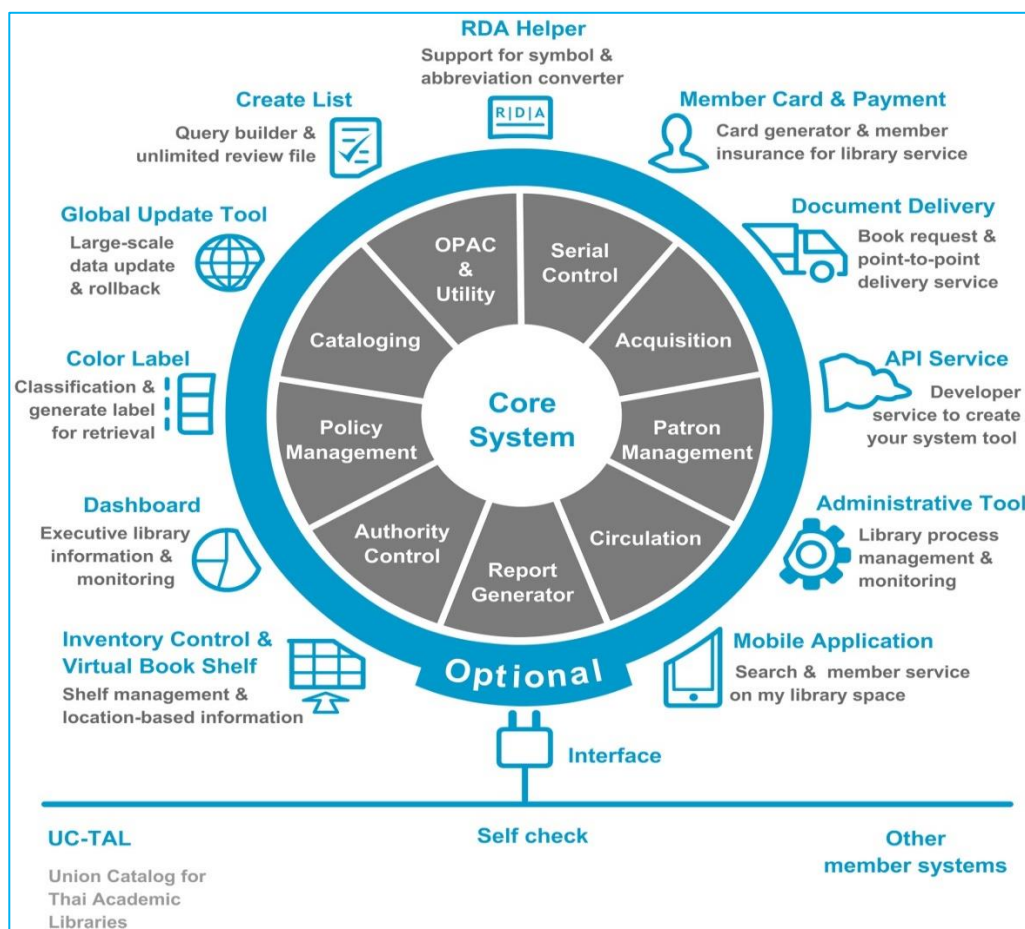 RDA Helper
Support for symbol &
abbreviation converter
R|D|A
Create List
Query builder &
unlimited review file
Member Card & Payment
Card generator & member
insurance for library service
Global Update Tool
Large-scale
data update
& rollback
Document Delivery
Book request &
point-to-point
delivery service
Color Label
Classification &
generate label
for retrieval
API Service
Developer
service to create
your system tool
Dashboard
Executive library
information &
monitoring
Administrative Tool
Library process
management &
monitoring
Inventory Control &
Virtual Book Shelf
Shelf management &
location-based information
Mobile Application
Search & member service
on my library space
OPAC
&
Utility
Serial
Control
Cataloging
Acquisition
Core
System
Policy
Management
Patron
Management
Authority
Control
Circulation
Report
Generator
Optional
Interface
UC-TAL
Union Catalog for
Thai Academic
Libraries
Self check
Other
member systems